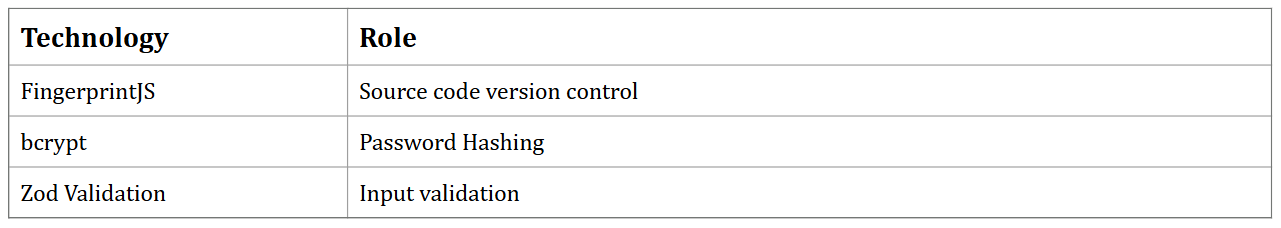 Technology Role
FingerprintJS Source code version control
bcrypt Password Hashing
Zod Validation Input validation